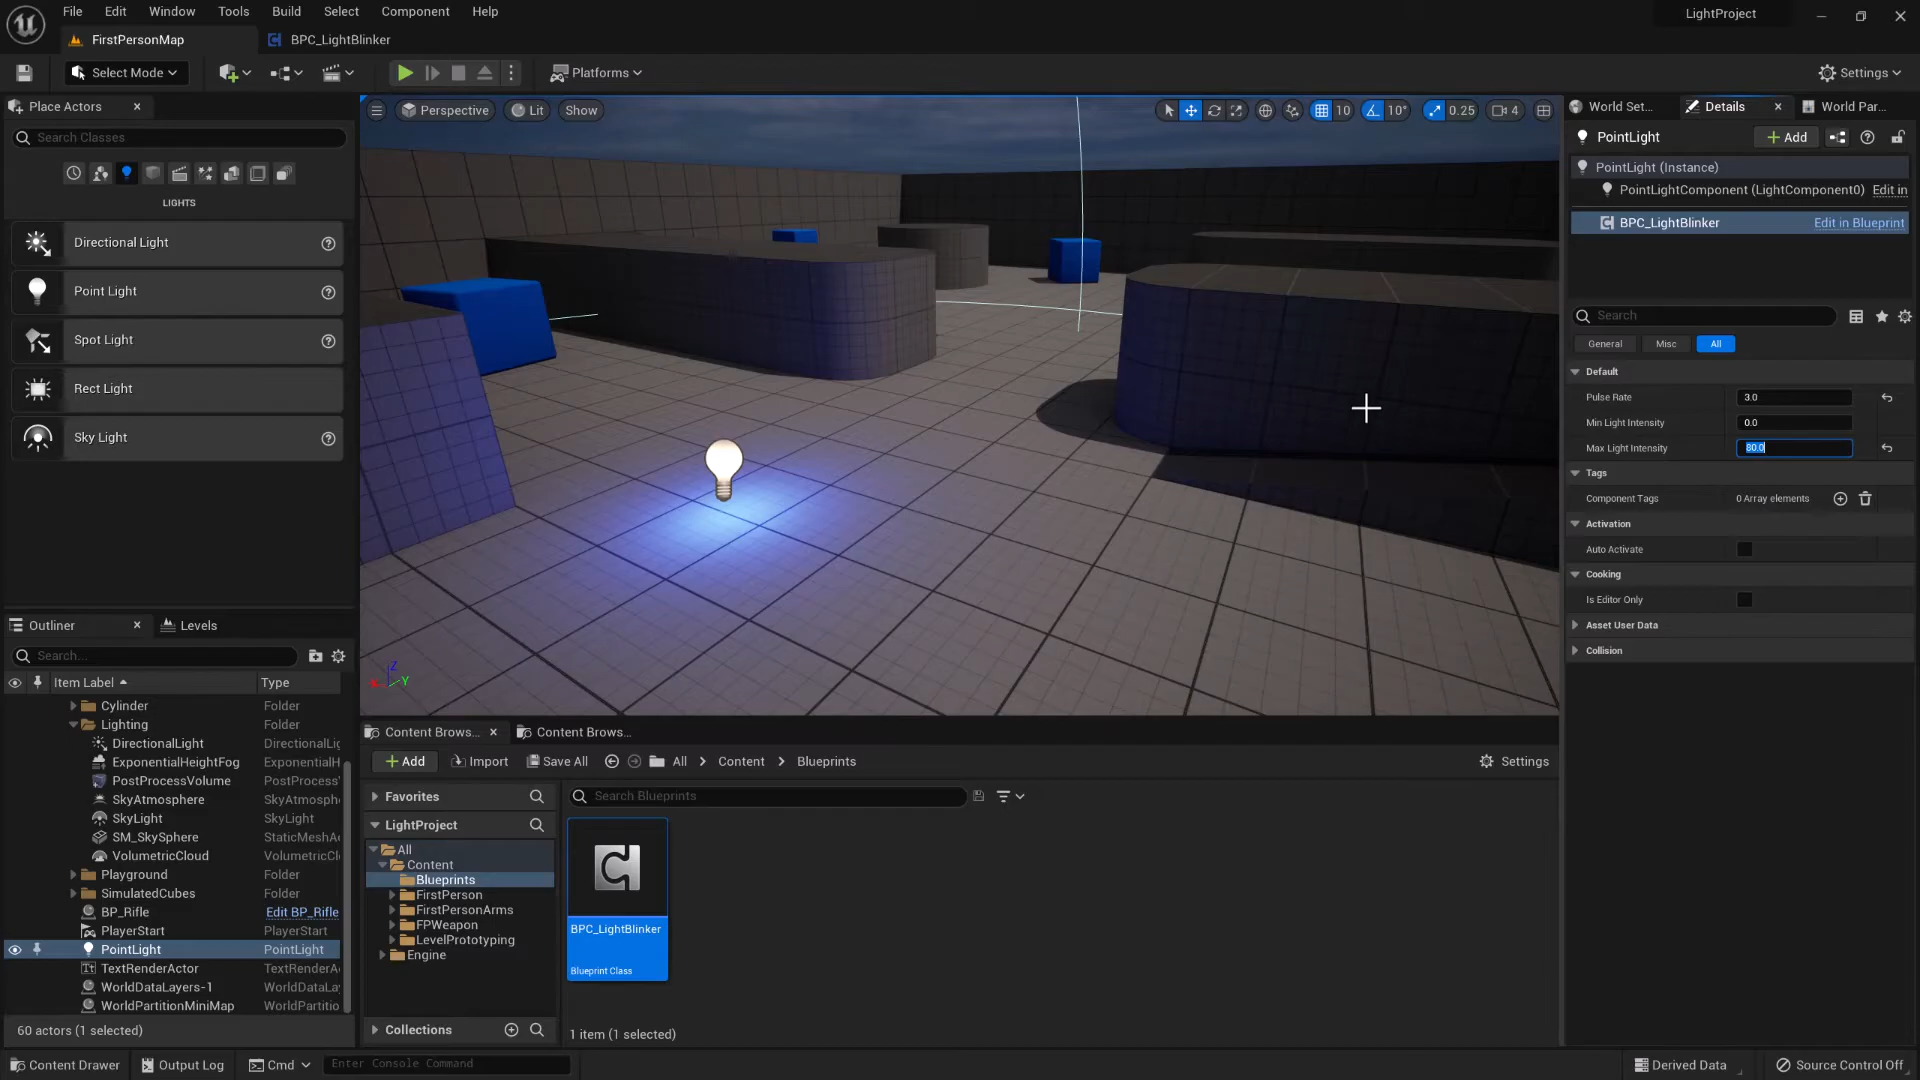 File Edit Window Tools Build Select Component Help
LightProject
FirstPersonMap
BPC_LightBlinker
Select Mode
Platforms
Settings
Place Actors
Search Classes
LIGHTS
Directional Light
Point Light
Spot Light
Rect Light
Sky Light
Perspective
Lit
Show
10
10°
0.25
4
World Set...
Details
World Par...
PointLight
Add
PointLight (Instance)
PointLightComponent (LightComponent0) Edit in
BPC_LightBlinker Edit in Blueprint
Search
General Misc All
Default
Pulse Rate 3.0
Min Light Intensity 0.0
Max Light Intensity 80.0
Tags
Component Tags 0 Array elements
Activation
Auto Activate
Cooking
Is Editor Only
Asset User Data
Collision
Outliner
Levels
Search...
Item Label Type
Cylinder Folder
Lighting Folder
DirectionalLight DirectionalLig
ExponentialHeightFog ExponentialH
PostProcessVolume PostProcess
SkyAtmosphere SkyAtmosph
SkyLight SkyLight
SM_SkySphere StaticMeshA
VolumetricCloud VolumetricCl
Playground Folder
SimulatedCubes Folder
BP_Rifle Edit BP_Rifle
PlayerStart PlayerStart
PointLight PointLight
TextRenderActor TextRenderA
WorldDataLayers-1 WorldDataLa
WorldPartitionMiniMap WorldPartitio
60 actors (1 selected)
Z
X
Y
Content Brows...
Content Brows...
Add Import Save All All Content Blueprints
Settings
Favorites
Search Blueprints
LightProject
All
Content
Blueprints
FirstPerson
FirstPersonArms
FPWeapon
LevelPrototyping
Engine
Collections
BPC_LightBlinker
Blueprint Class
1 item (1 selected)
Content Drawer
Output Log
Cmd
Enter Console Command
Derived Data
Source Control Off